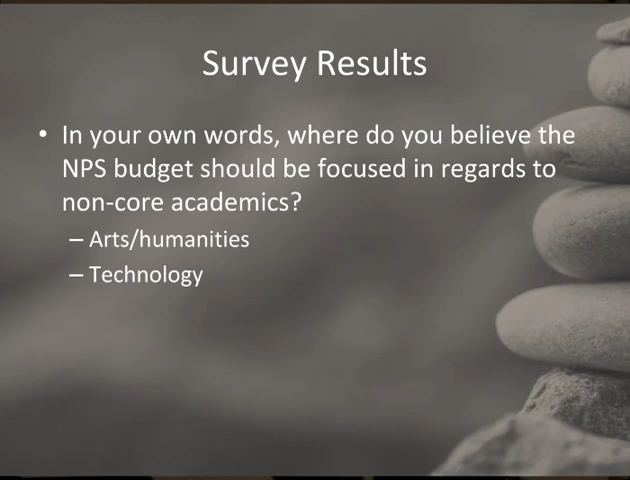 Survey Results
• In your own words, where do you believe the
NPS budget should be focused in regards to
non-core academics?
– Arts/humanities
– Technology